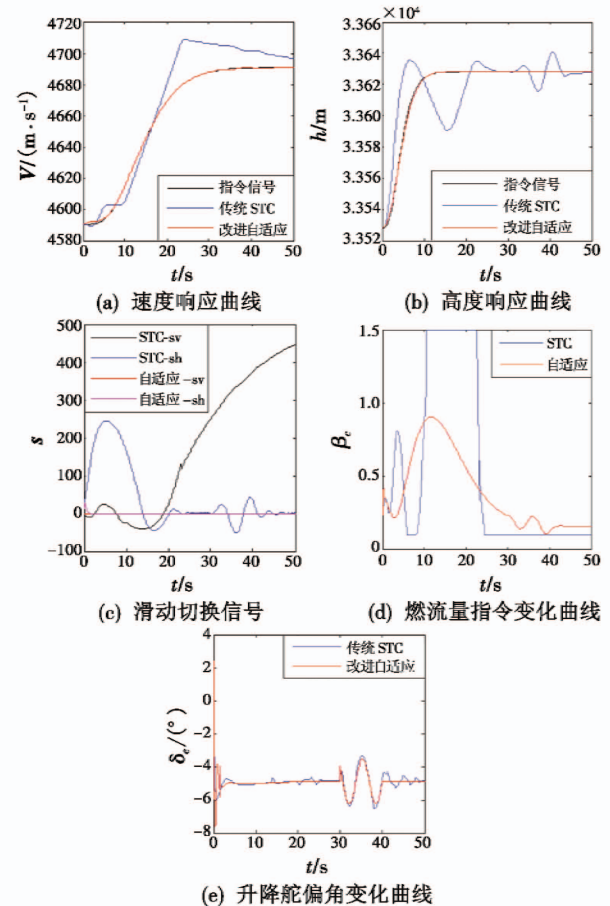 4720
4700
4680
4660
4640
4620
4600
4580
V/(m·s⁻¹)
指令信号
传统 STC
改进自适应
0 10 20 30 40 50
t/s
(a) 速度响应曲线
×10⁴
3.366
3.364
3.362
3.360
3.358
3.356
3.354
3.352
h/m
指令信号
传统 STC
改进自适应
0 10 20 30 40 50
t/s
(b) 高度响应曲线
500
400
300
200
100
0
-100
s
STC-sv
STC-sh
自适应-sv
自适应-sh
0 10 20 30 40 50
t/s
(c) 滑动切换信号
1.5
1.0
0.5
0
βc
STC
自适应
0 10 20 30 40 50
t/s
(d) 燃流量指令变化曲线
4
2
0
-2
-4
-6
-8
δe/(°)
传统 STC
改进自适应
0 10 20 30 40 50
t/s
(e) 升降舵偏角变化曲线